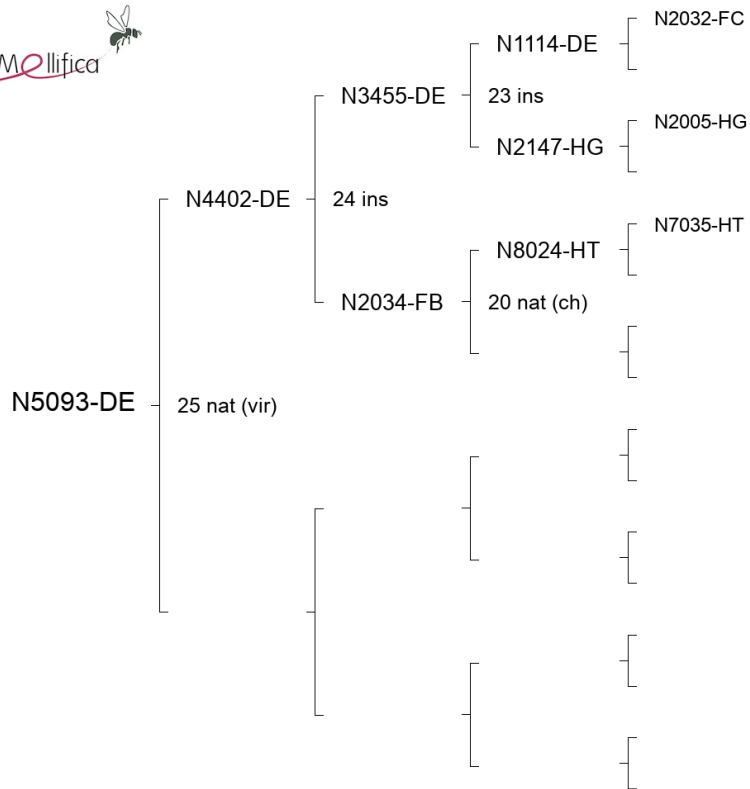 Mellifica
N2032-FC
N1114-DE
N3455-DE
23 ins
N2147-HG
N2005-HG
N4402-DE
24 ins
N8024-HT
N7035-HT
N2034-FB
20 nat (ch)
N5093-DE
25 nat (vir)